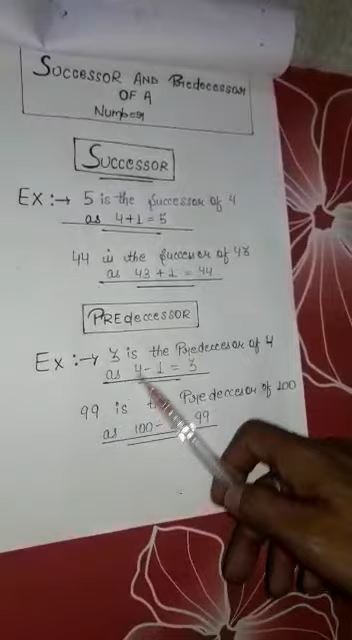 Successor and Predecessor
OF A
Number
Successor
Ex:→ 5 is the successor of 4
as 4+1=5
44 is the successor of 43
as 43+1=44
Predecessor
Ex:→ 3 is the Predecessor of 4
as 4-1=3
99 is Predeccesor of 100
as 100- 99